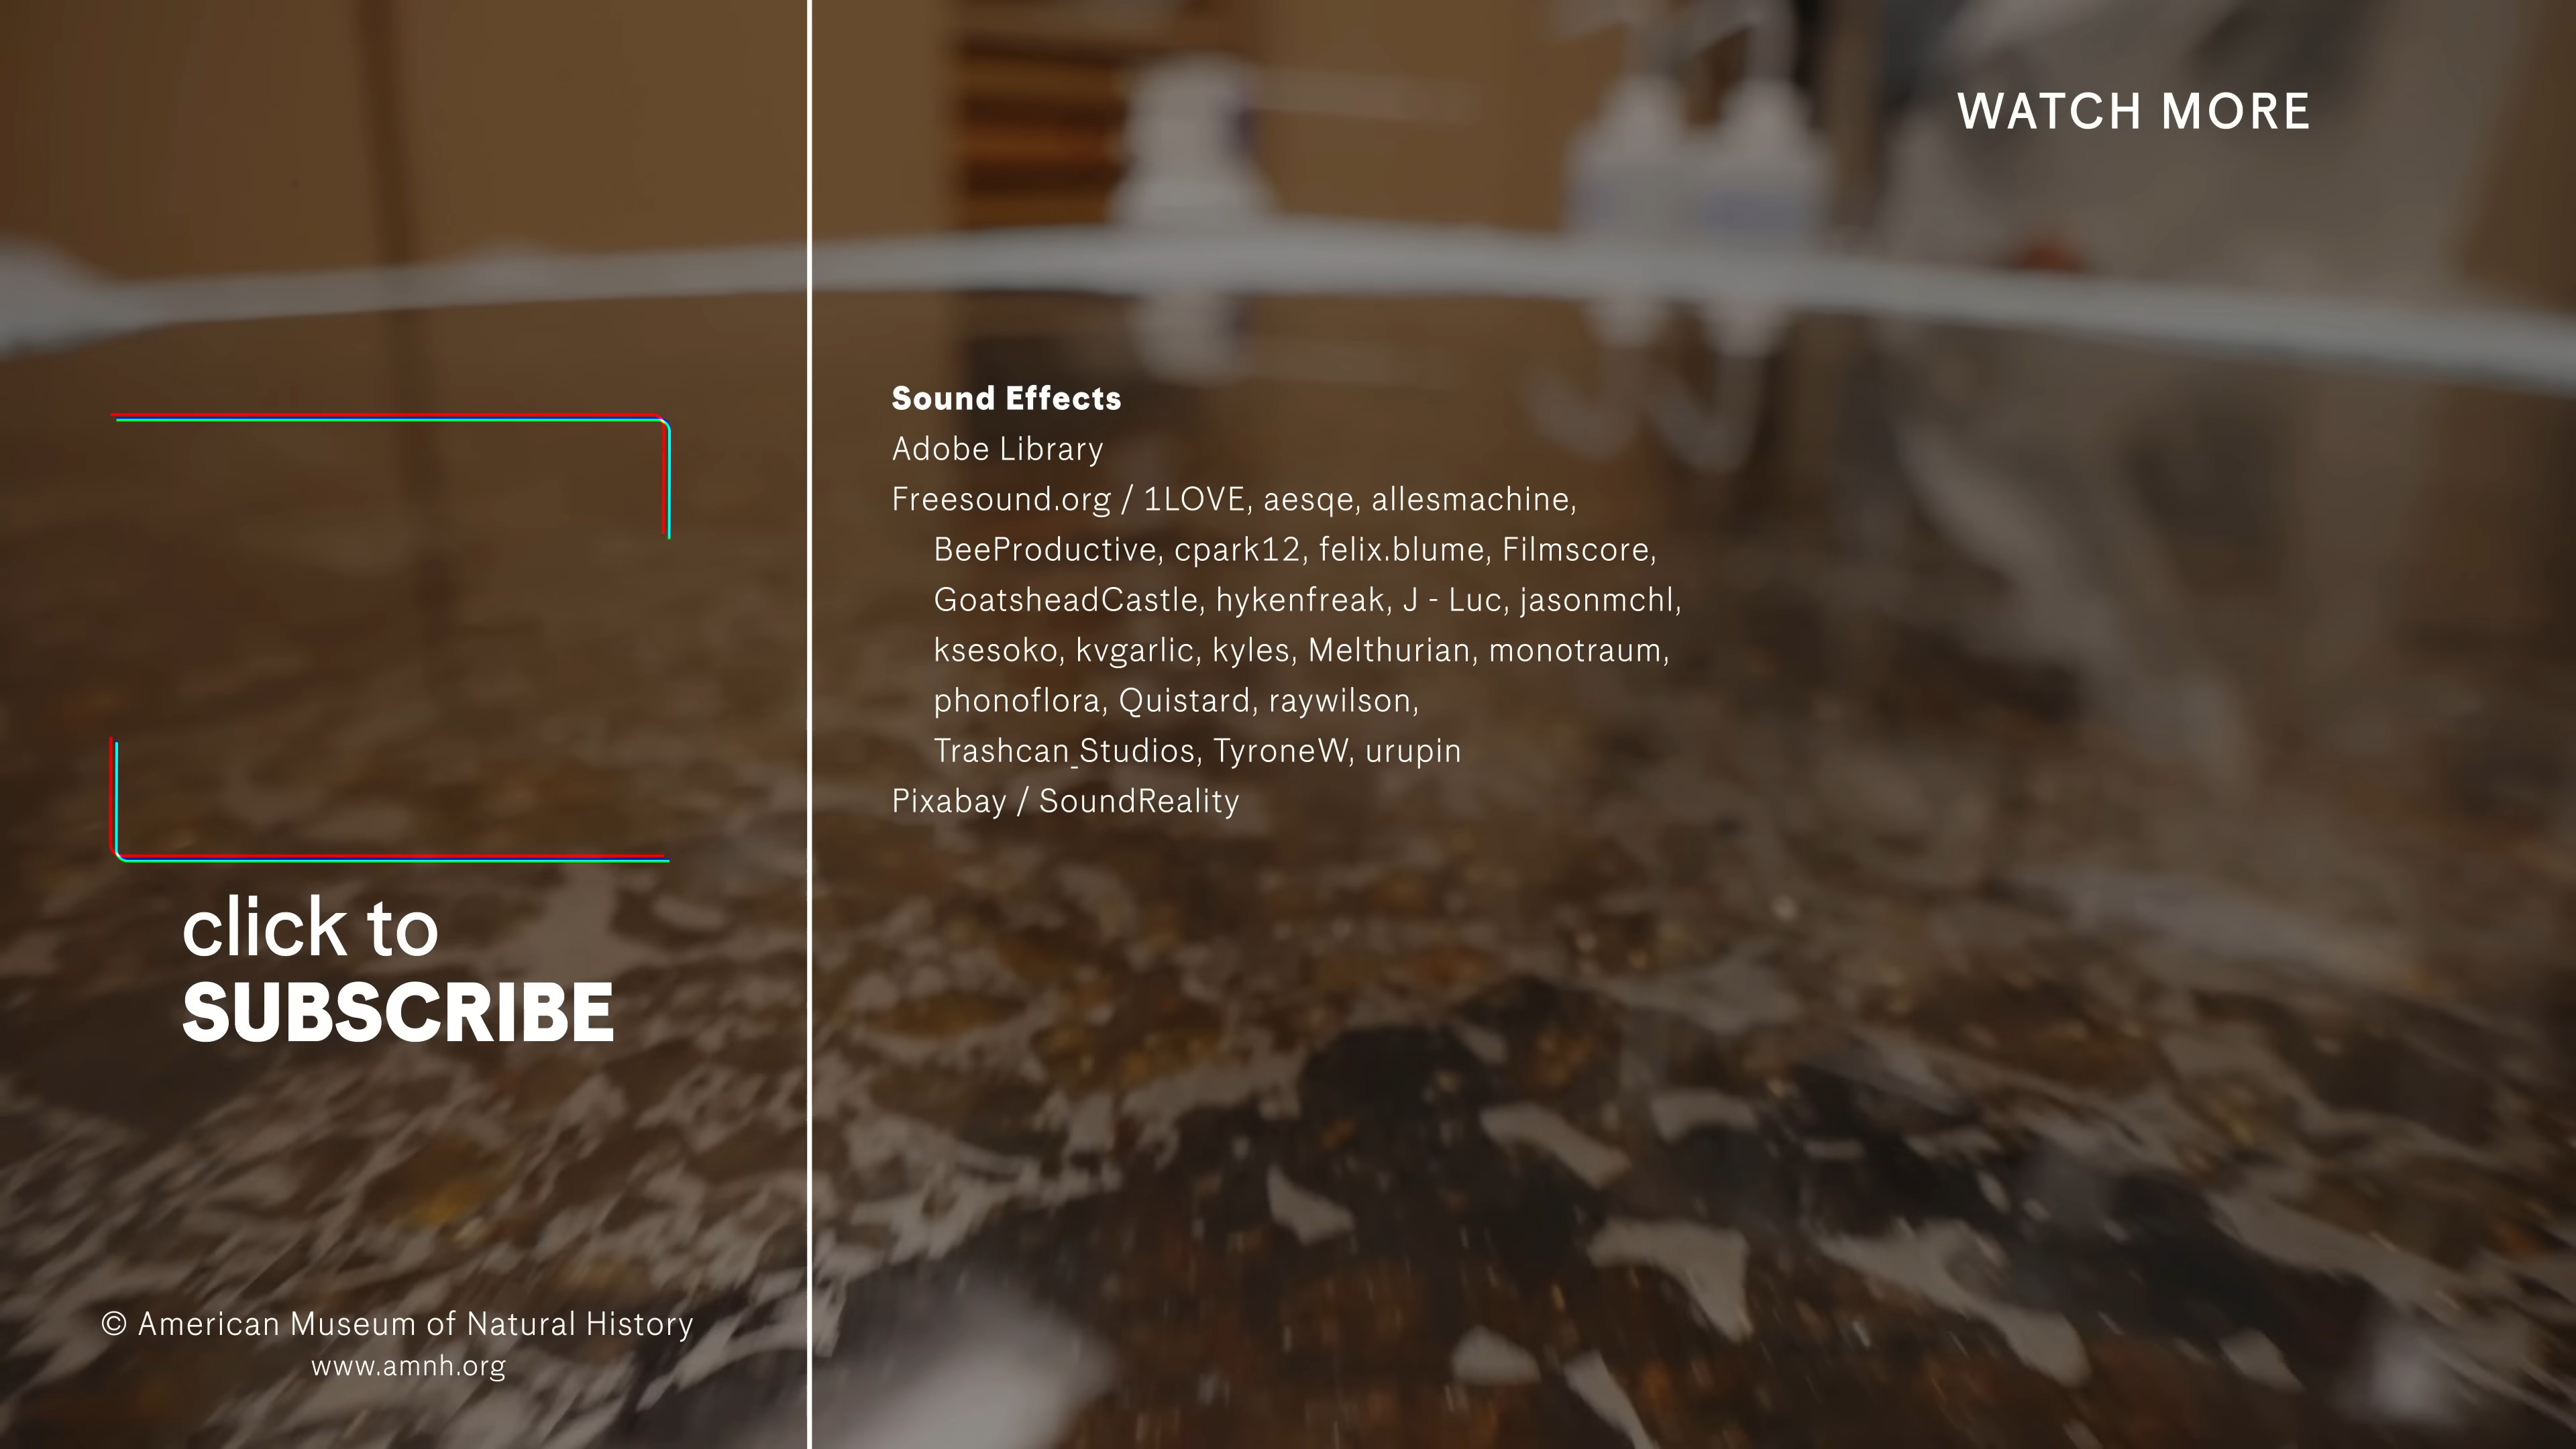 WATCH MORE
Sound Effects
Adobe Library
Freesound.org / 1LOVE, aesqe, allesmachine,
BeeProductive, cpark12, felix.blume, Filmscore,
GoatsheadCastle, hykenfreak, J - Luc, jasonmchl,
ksesoko, kvgarlic, kyles, Melthurian, monotraum,
phonoflora, Quistard, raywilson,
Trashcan_Studios, TyroneW, urupin
Pixabay / SoundReality
click to
SUBSCRIBE
© American Museum of Natural History
www.amnh.org